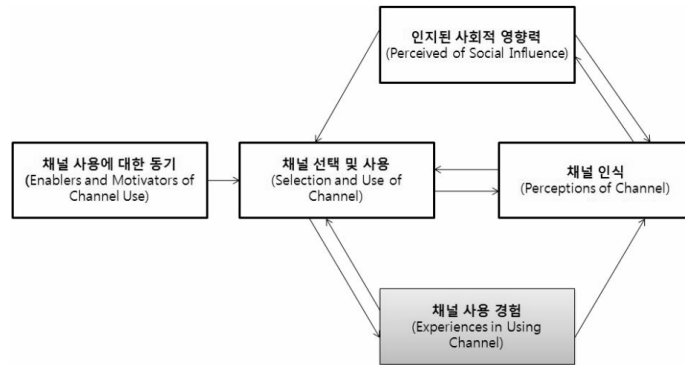 인지된 사회적 영향력
(Perceived of Social Influence)
채널 사용에 대한 동기
(Enablers and Motivators of
Channel Use)
채널 선택 및 사용
(Selection and Use of
Channel)
채널 인식
(Perceptions of Channel)
채널 사용 경험
(Experiences in Using
Channel)